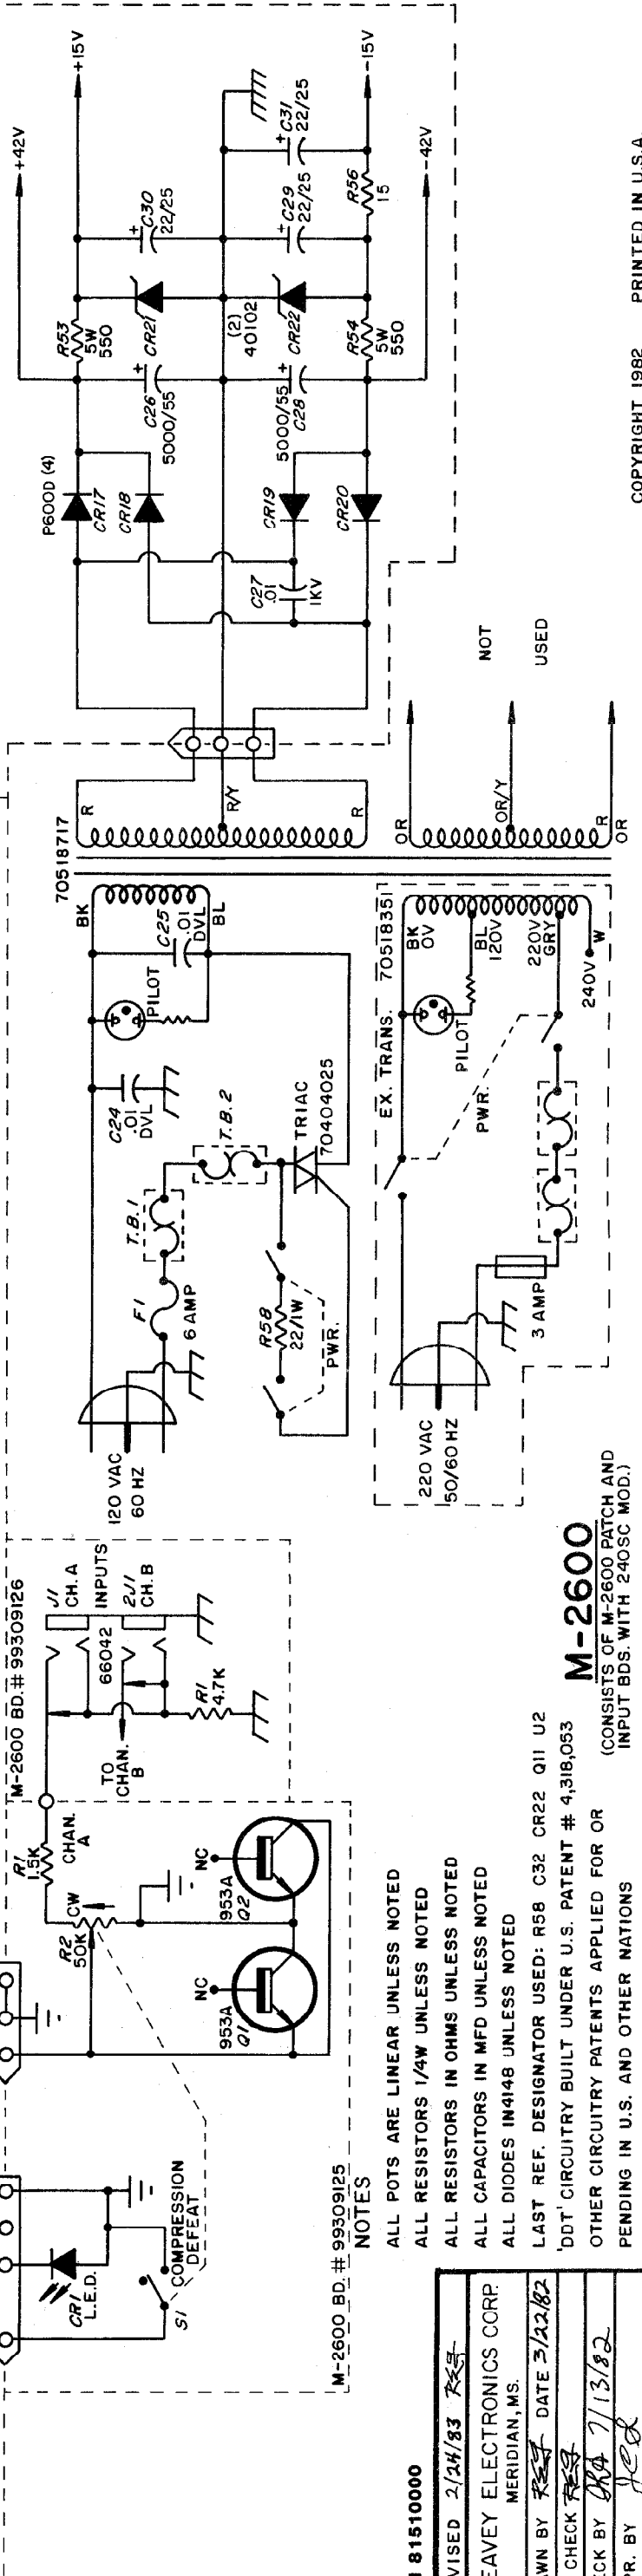 +42V
+15V
-15V
-42V
+
C30
22/25
+
C31
22/25
+
C29
22/25
R56
15
R53
5W
550
CR21
(2)
40102
CR22
R54
5W
550
+
C26
5000/55
+
5000/55
C28
P600D (4)
CR17
CR18
CR19
CR20
C27
.01
1KV
R
R/Y
R
70518717
BK
BL
C25
.01
DVL
PILOT
C24
.01
DVL
T.B.2
T.B.1
F1
6 AMP
TRIAC
70404025
R58
22/1W
PWR.
120 VAC
60 HZ
NOT
USED
OR
OR/Y
R
OR
EX. TRANS. 70518351
BK
0V
BL
120V
220V
GRY
240V
W
PILOT
PWR.
3 AMP
220 VAC
50/60 HZ
COPYRIGHT 1982 PRINTED IN U.S.A.
M-2600 BD.# 99309126
J1
CH. A
INPUTS
2J1
CH. B
66042
TO
CHAN.
B
R1
4.7K
R1
1.5K
CHAN.
A
R2
50K
CW
NC
953A
Q2
NC
953A
Q1
CR1
L.E.D.
COMPRESSION
DEFEAT
S1
M-2600 BD.# 99309125
NOTES
ALL POTS ARE LINEAR UNLESS NOTED
ALL RESISTORS 1/4W UNLESS NOTED
ALL RESISTORS IN OHMS UNLESS NOTED
ALL CAPACITORS IN MFD UNLESS NOTED
ALL DIODES IN4148 UNLESS NOTED
LAST REF. DESIGNATOR USED: R58 C32 CR22 Q11 U2
'DDT' CIRCUITRY BUILT UNDER U.S. PATENT # 4,318,053
OTHER CIRCUITRY PATENTS APPLIED FOR OR
PENDING IN U.S. AND OTHER NATIONS
M-2600
(CONSISTS OF M-2600 PATCH AND
INPUT BDS. WITH 240SC MOD.)
81510000
VISED 2/24/83
EAVEY ELECTRONICS CORP.
MERIDIAN, MS.
WN BY DATE 3/22/82
CHECK
CK BY 7/13/82
PR. BY